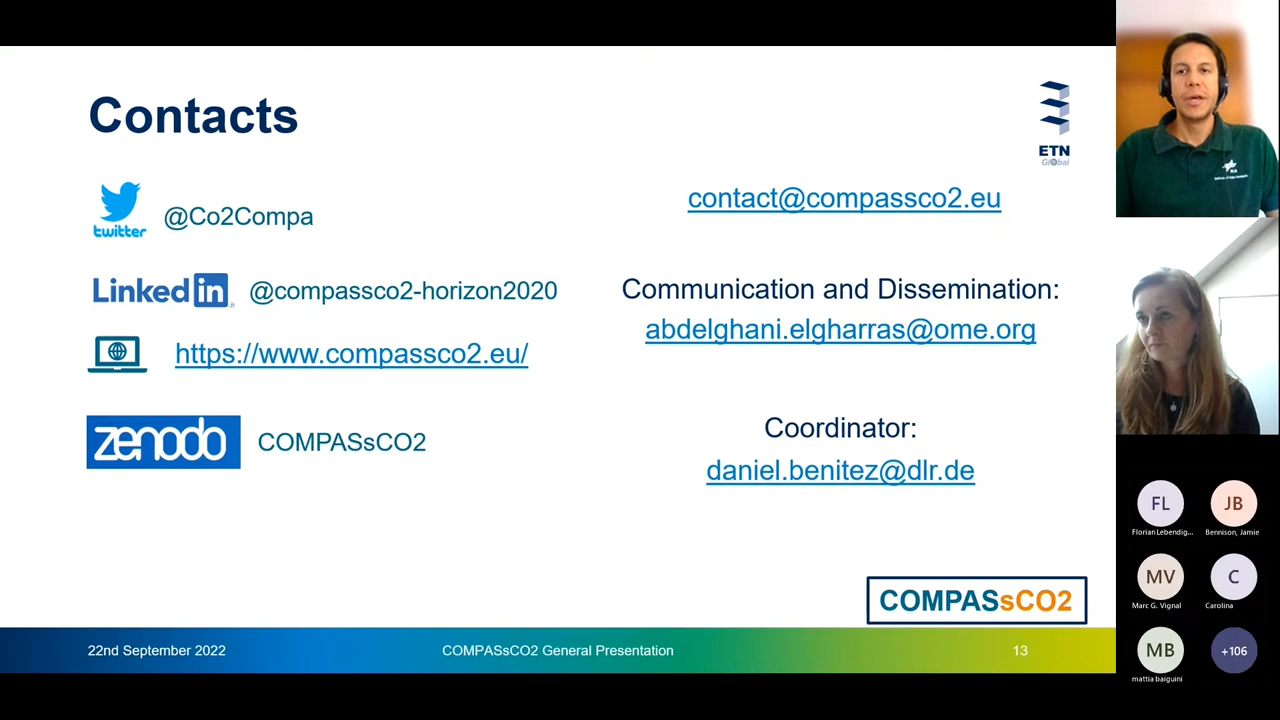 Contacts
ETN
Global
twitter
@Co2Compa
contact@compassco2.eu
LinkedIn
@compassco2-horizon2020
Communication and Dissemination:
abdelghani.elgharras@ome.org
https://www.compassco2.eu/
zenodo
COMPASsCO2
Coordinator:
daniel.benitez@dlr.de
COMPASsCO2
22nd September 2022
COMPASsCO2 General Presentation
13
DLR
FL
JB
Florian Lebendig...
Bennison, Jamie
MV
C
Marc G. Vignal
Carolina
MB
+106
mattia baiguini